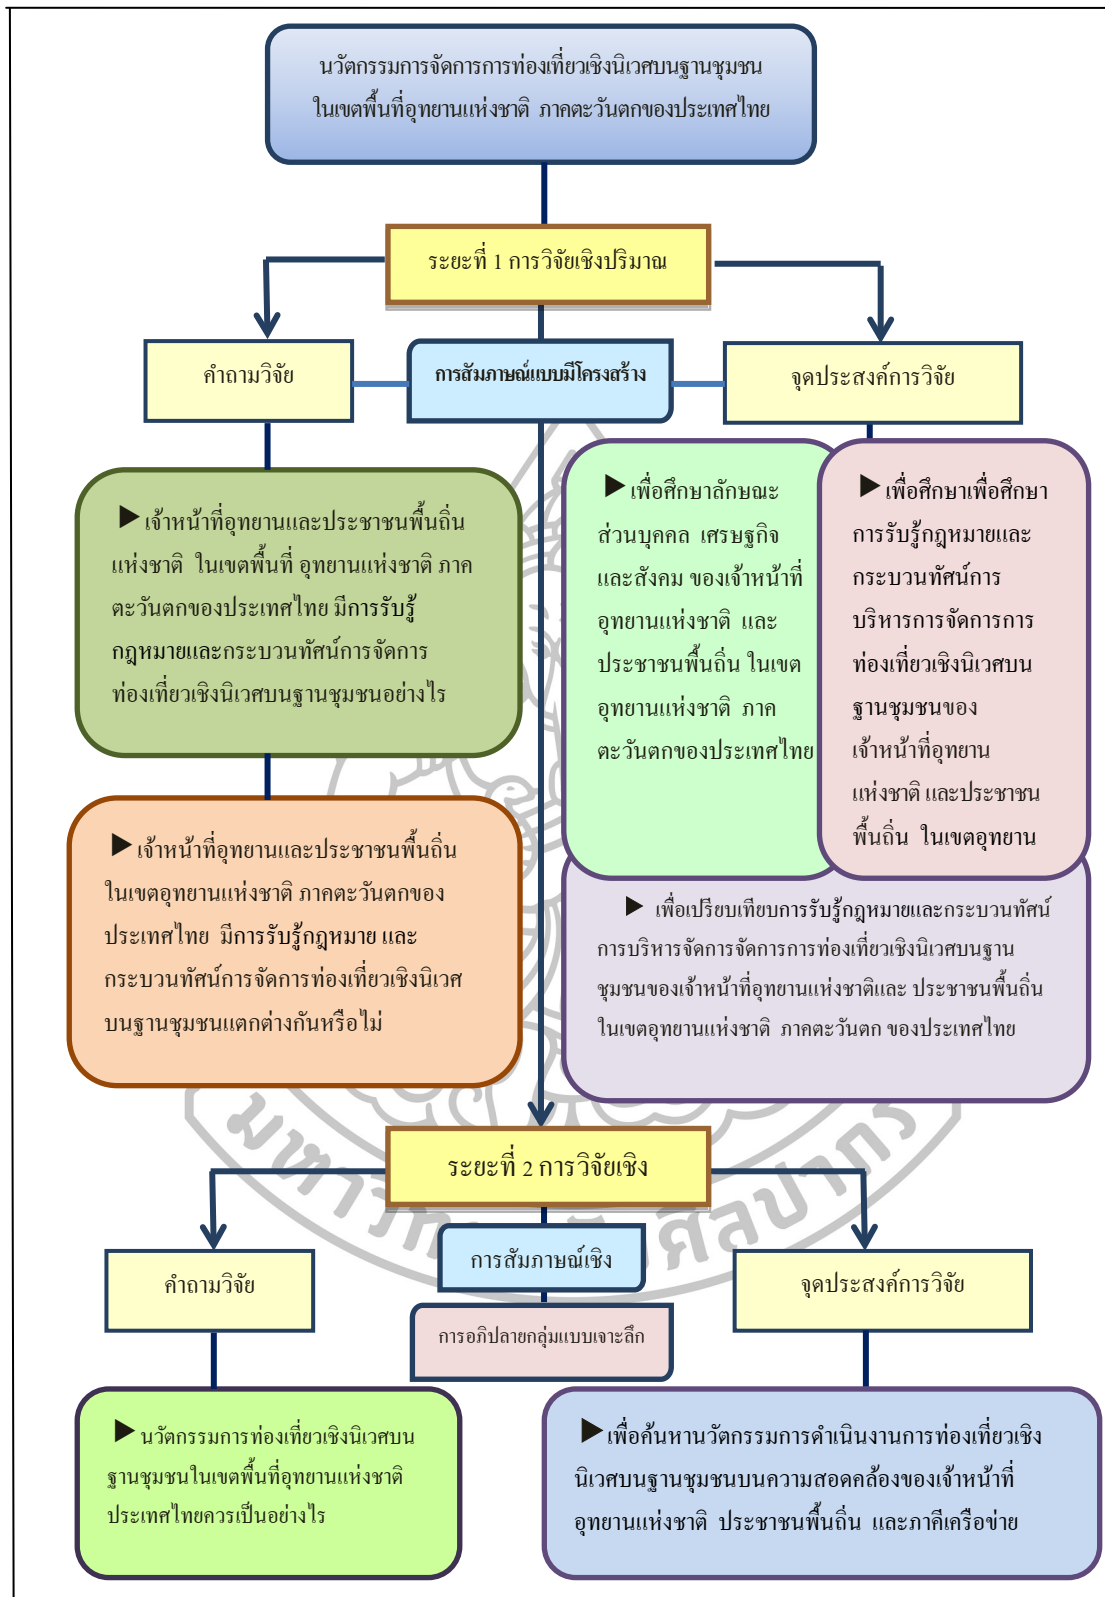 นวัตกรรมการจัดการการท่องเที่ยวเชิงนิเวศบนฐานชุมชน
ในเขตพื้นที่อุทยานแห่งชาติ ภาคตะวันตกของประเทศไทย
ระยะที่ 1 การวิจัยเชิงปริมาณ
คำถามวิจัย
การสัมภาษณ์แบบมีโครงสร้าง
จุดประสงค์การวิจัย
▶เจ้าหน้าที่อุทยานและประชาชนพื้นถิ่น
แห่งชาติ ในเขตพื้นที่ อุทยานแห่งชาติ ภาค
ตะวันตกของประเทศไทย มีการรับรู้
กฎหมายและกระบวนทัศน์การจัดการ
ท่องเที่ยวเชิงนิเวศบนฐานชุมชนอย่างไร
▶เจ้าหน้าที่อุทยานและประชาชนพื้นถิ่น
ในเขตอุทยานแห่งชาติ ภาคตะวันตกของ
ประเทศไทย มีการรับรู้กฎหมาย และ
กระบวนทัศน์การจัดการท่องเที่ยวเชิงนิเวศ
บนฐานชุมชนแตกต่างกันหรือไม่
▶เพื่อศึกษาลักษณะ
ส่วนบุคคล เศรษฐกิจ
และสังคม ของเจ้าหน้าที่
อุทยานแห่งชาติ และ
ประชาชนพื้นถิ่น ในเขต
อุทยานแห่งชาติ ภาค
ตะวันตกของประเทศไทย
▶เพื่อศึกษาเพื่อศึกษา
การรับรู้กฎหมายและ
กระบวนทัศน์การ
บริหารการจัดการการ
ท่องเที่ยวเชิงนิเวศบน
ฐานชุมชนของ
เจ้าหน้าที่อุทยาน
แห่งชาติ และประชาชน
พื้นถิ่น ในเขตอุทยาน
▶ เพื่อเปรียบเทียบการรับรู้กฎหมายและกระบวนทัศน์
การบริหารจัดการจัดการการท่องเที่ยวเชิงนิเวศบนฐาน
ชุมชนของเจ้าหน้าที่อุทยานแห่งชาติและ ประชาชนพื้นถิ่น
ในเขตอุทยานแห่งชาติ ภาคตะวันตก ของประเทศไทย
ระยะที่ 2 การวิจัยเชิง
คำถามวิจัย
การสัมภาษณ์เชิง
จุดประสงค์การวิจัย
การอภิปลายกลุ่มแบบเจาะลึก
▶นวัตกรรมการท่องเที่ยวเชิงนิเวศบน
ฐานชุมชนในเขตพื้นที่อุทยานแห่งชาติ
ประเทศไทยควรเป็นอย่างไร
▶เพื่อค้นหานวัตกรรมการดำเนินงานการท่องเที่ยวเชิง
นิเวศบนฐานชุมชนบนความสอดคล้องของเจ้าหน้าที่
อุทยานแห่งชาติ ประชาชนพื้นถิ่น และภาคีเครือข่าย